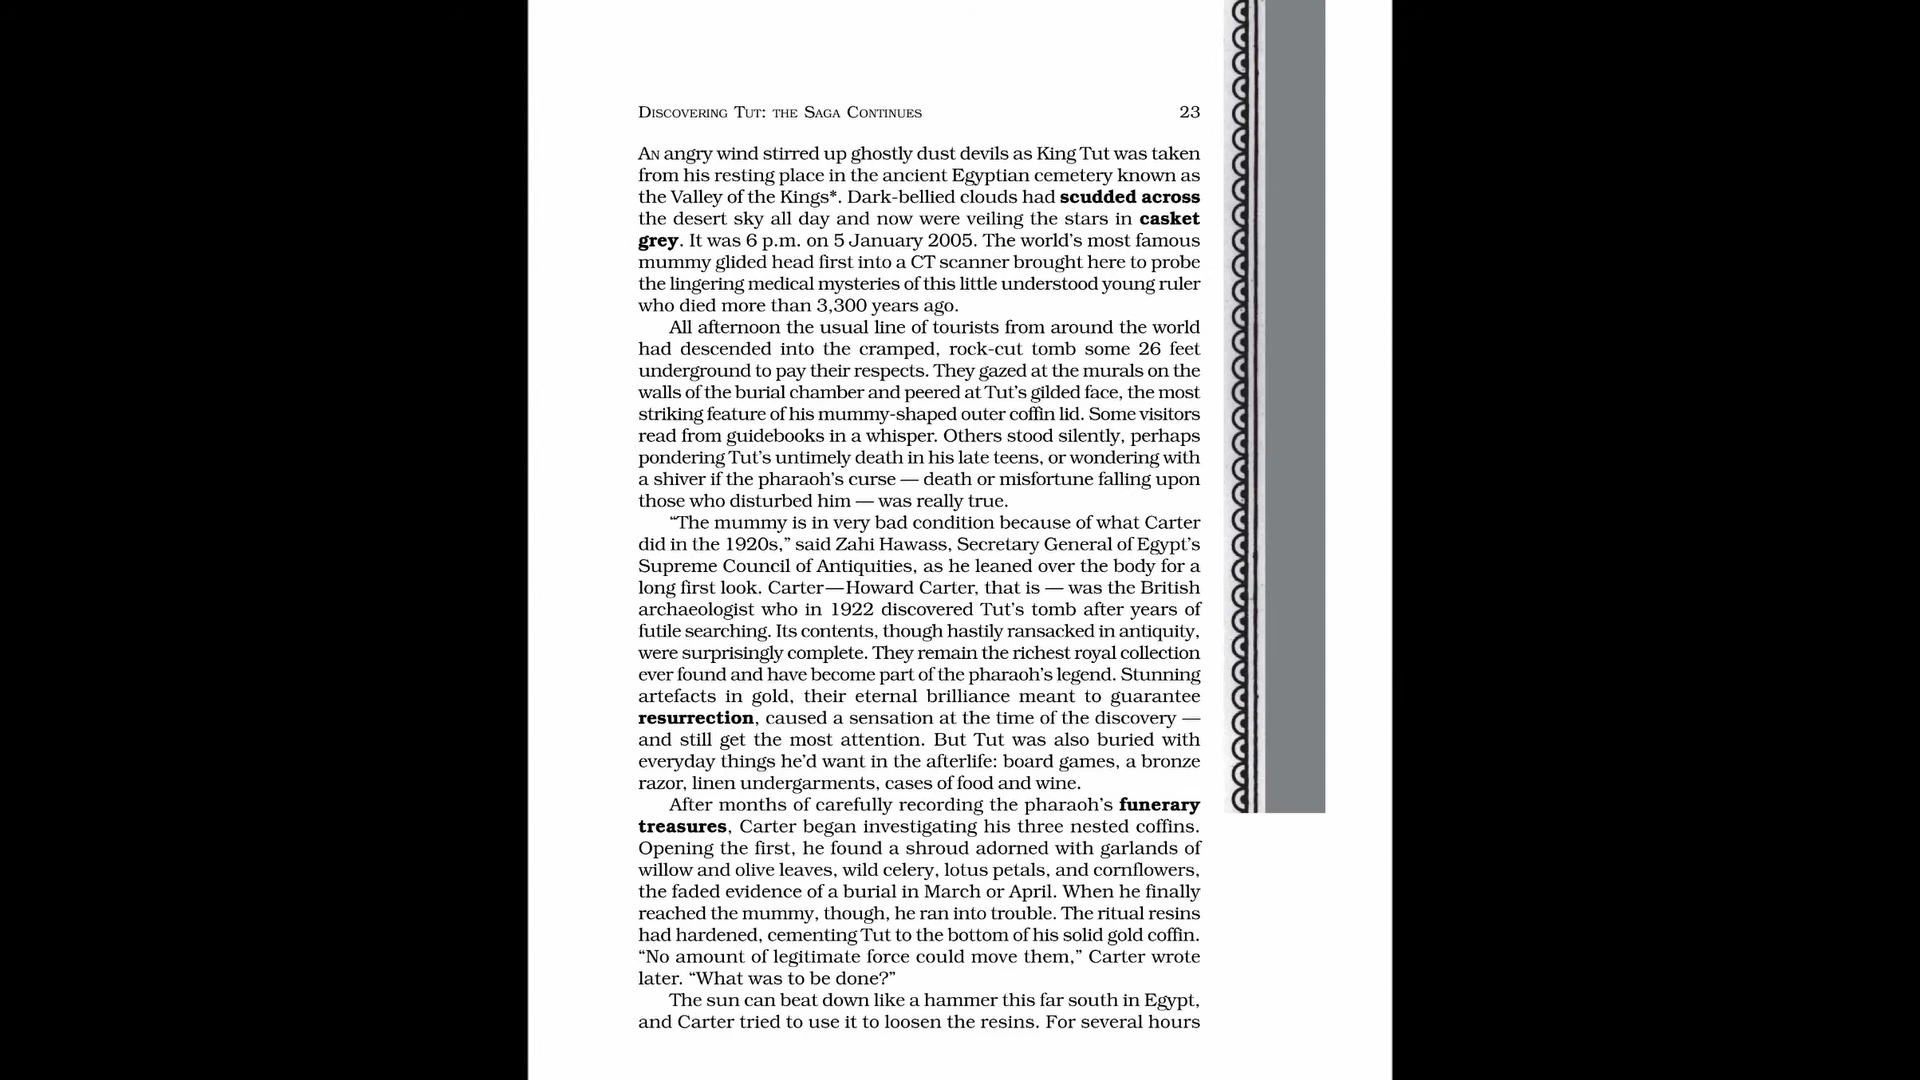 DISCOVERING TUT: THE SAGA CONTINUES 23
AN angry wind stirred up ghostly dust devils as King Tut was taken
from his resting place in the ancient Egyptian cemetery known as
the Valley of the Kings*. Dark-bellied clouds had scudded across
the desert sky all day and now were veiling the stars in casket
grey. It was 6 p.m. on 5 January 2005. The world's most famous
mummy glided head first into a CT scanner brought here to probe
the lingering medical mysteries of this little understood young ruler
who died more than 3,300 years ago.
All afternoon the usual line of tourists from around the world
had descended into the cramped, rock-cut tomb some 26 feet
underground to pay their respects. They gazed at the murals on the
walls of the burial chamber and peered at Tut's gilded face, the most
striking feature of his mummy-shaped outer coffin lid. Some visitors
read from guidebooks in a whisper. Others stood silently, perhaps
pondering Tut's untimely death in his late teens, or wondering with
a shiver if the pharaoh's curse — death or misfortune falling upon
those who disturbed him — was really true.
“The mummy is in very bad condition because of what Carter
did in the 1920s,” said Zahi Hawass, Secretary General of Egypt's
Supreme Council of Antiquities, as he leaned over the body for a
long first look. Carter—Howard Carter, that is — was the British
archaeologist who in 1922 discovered Tut's tomb after years of
futile searching. Its contents, though hastily ransacked in antiquity,
were surprisingly complete. They remain the richest royal collection
ever found and have become part of the pharaoh's legend. Stunning
artefacts in gold, their eternal brilliance meant to guarantee
resurrection, caused a sensation at the time of the discovery —
and still get the most attention. But Tut was also buried with
everyday things he'd want in the afterlife: board games, a bronze
razor, linen undergarments, cases of food and wine.
After months of carefully recording the pharaoh's funerary
treasures, Carter began investigating his three nested coffins.
Opening the first, he found a shroud adorned with garlands of
willow and olive leaves, wild celery, lotus petals, and cornflowers,
the faded evidence of a burial in March or April. When he finally
reached the mummy, though, he ran into trouble. The ritual resins
had hardened, cementing Tut to the bottom of his solid gold coffin.
“No amount of legitimate force could move them,” Carter wrote
later. “What was to be done?”
The sun can beat down like a hammer this far south in Egypt,
and Carter tried to use it to loosen the resins. For several hours